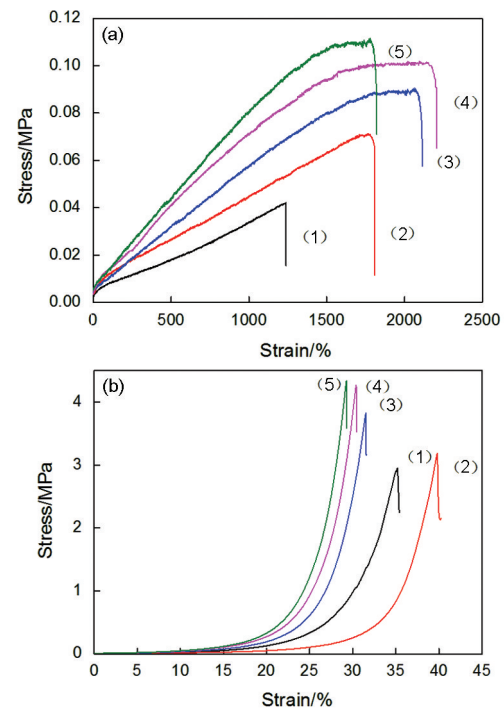 (a)
0.12
0.10
0.08
0.06
0.04
0.02
0.00
Stress/MPa
(5)
(4)
(3)
(2)
(1)
0 500 1000 1500 2000 2500
Strain/%
(b)
4
3
2
1
0
Stress/MPa
(5) (4)
(3)
(1) (2)
0 5 10 15 20 25 30 35 40 45
Strain/%